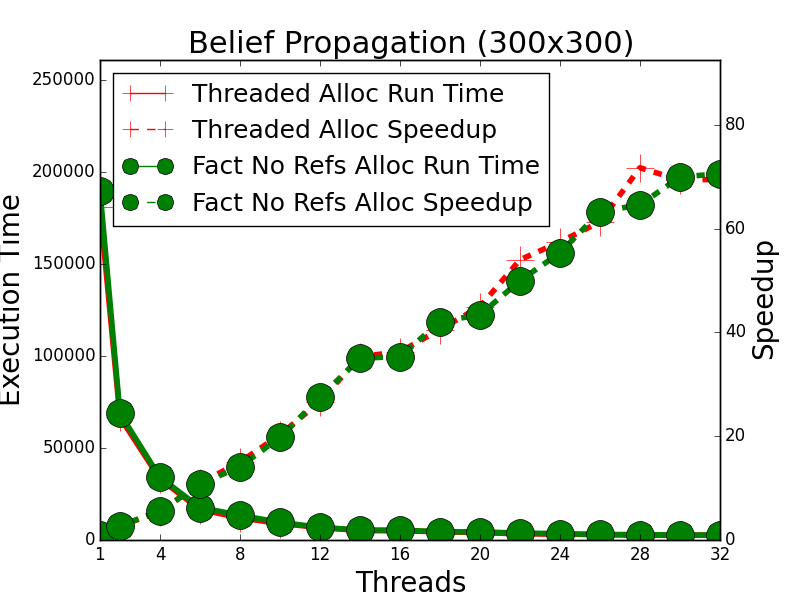 Belief Propagation (300x300)
Threaded Alloc Run Time
Threaded Alloc Speedup
Fact No Refs Alloc Run Time
Fact No Refs Alloc Speedup
Execution Time
250000
200000
150000
100000
50000
0
80
60
40
20
0
Speedup
1 4 8 12 16 20 24 28 32
Threads